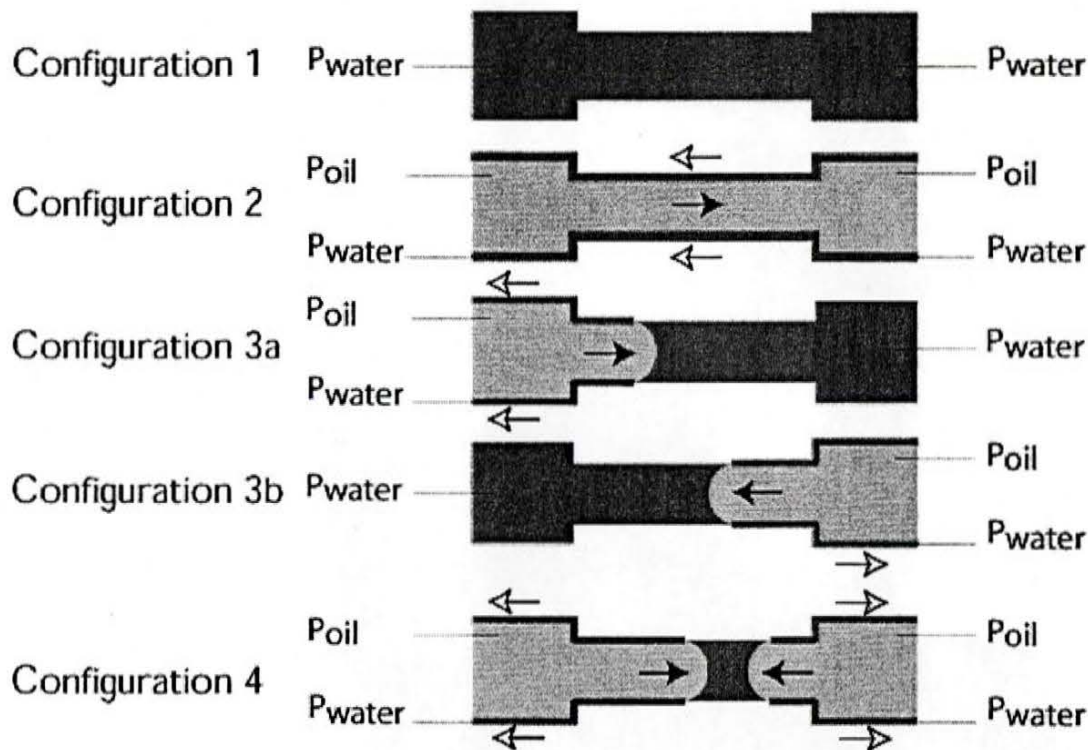 Configuration 1 Pwater Pwater
Poil Poil
Configuration 2
Pwater Pwater
Poil
Configuration 3a Pwater
Pwater
Poil
Configuration 3b Pwater
Pwater
Poil Poil
Configuration 4
Pwater Pwater